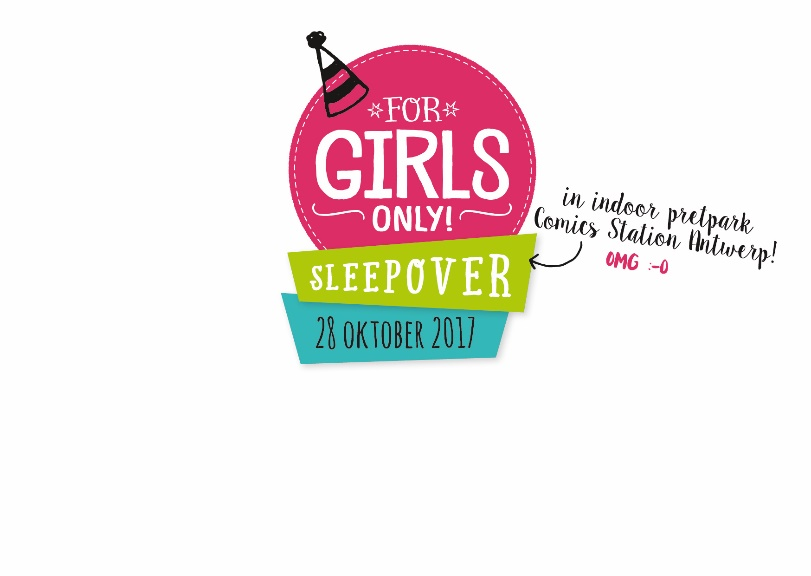 FOR
GIRLS
ONLY!
SLEEPOVER
28 OKTOBER 2017
in indoor pretpark
Comics Station Antwerp!
OMG :-O